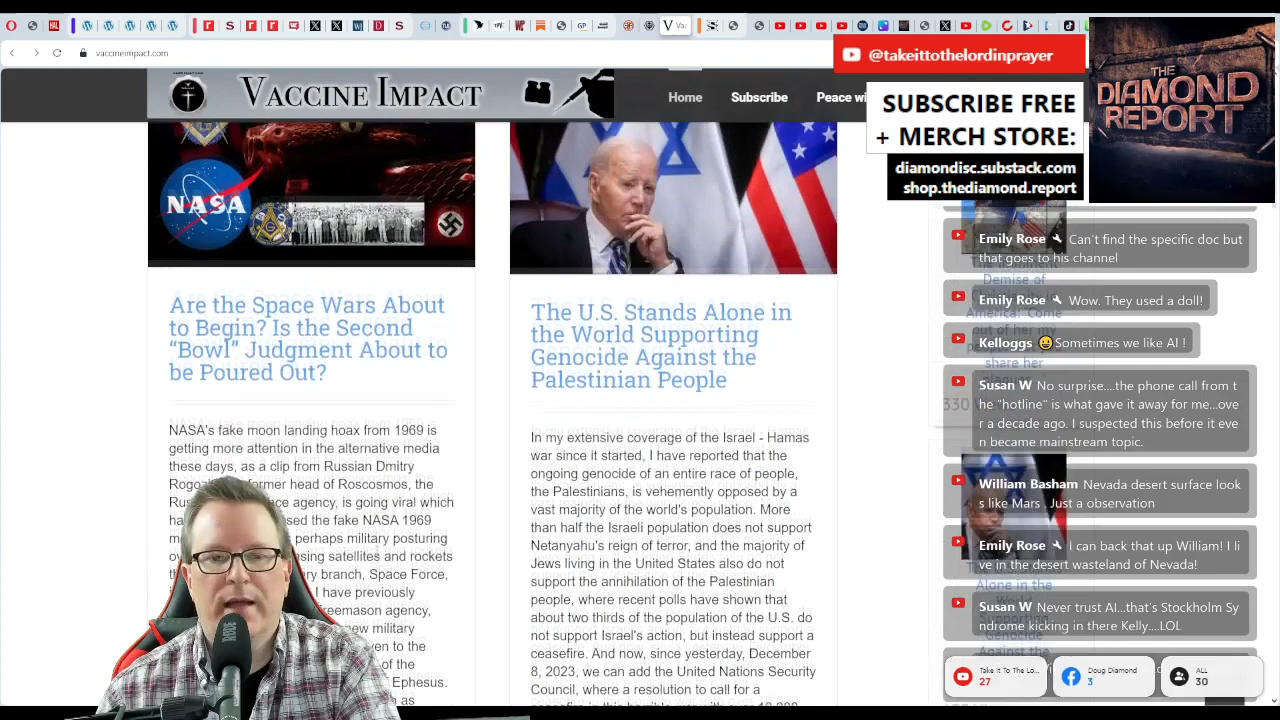 vaccineimpact.com
@takeittothelordinprayer
VACCINE IMPACT
Home
Subscribe
Peace wi
SUBSCRIBE FREE
+ MERCH STORE:
diamondisc.substack.com
shop.thediamond.report
THE
DIAMOND
REPORT
NASA
Are the Space Wars About
to Begin? Is the Second
“Bowl” Judgment About to
be Poured Out?
NASA's fake moon landing hoax from 1969 is
getting more attention in the alternative media
these days, as a clip from Russian Dmitry
The U.S. Stands Alone in
the World Supporting
Genocide Against the
Palestinian People
In my extensive coverage of the Israel - Hamas
war since it started, I have reported that the
ongoing genocide of an entire race of people,
the Palestinians, is vehemently opposed by a
vast majority of the world's population. More
than half the Israeli population does not support
Netanyahu's reign of terror, and the majority of
Jews living in the United States also do not
support the annihilation of the Palestinian
people, where recent polls have shown that
about two thirds of the population of the U.S. do
not support Israel's action, but instead support a
ceasefire. And now, since yesterday, December
8, 2023, we can add the United Nations Security
Council, where a resolution to call for a
Emily Rose Can't find the specific doc but
that goes to his channel
Emily Rose Wow. They used a doll!
Kelloggs 😀Sometimes we like AI !
Susan W No surprise....the phone call from t
he "hotline" is what gave it away for me...ove
r a decade ago. I suspected this before it eve
n became mainstream topic.
William Basham Nevada desert surface look
s like Mars . Just a observation
Emily Rose I can back that up William! I li
ve in the desert wasteland of Nevada!
Susan W Never trust AI...that's Stockholm Sy
ndrome kicking in there Kelly....LOL
Take It To The Lo...
27
Doug Diamond
3
ALL
30